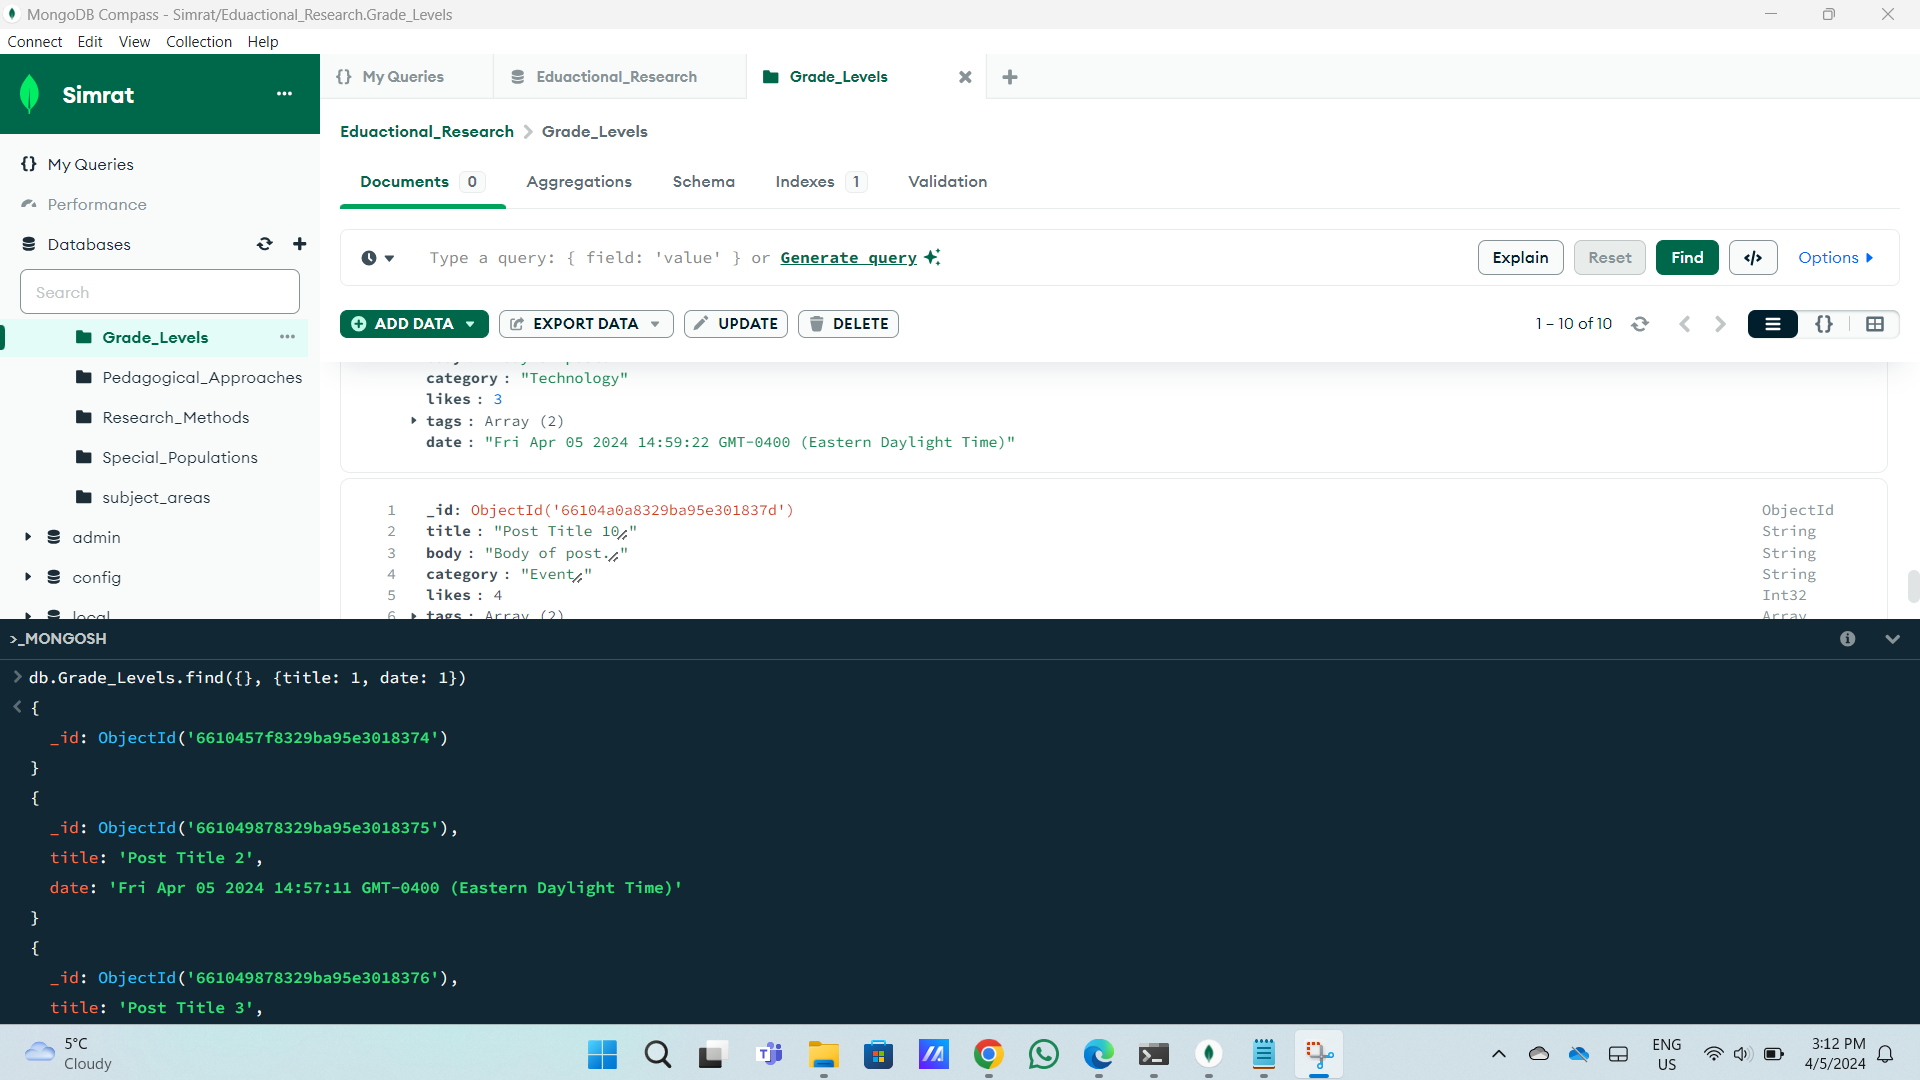 MongoDB Compass - Simrat/Eduactional_Research.Grade_Levels
Connect Edit View Collection Help
Simrat
My Queries
Performance
Databases
Search
Grade_Levels
Pedagogical_Approaches
Research_Methods
Special_Populations
subject_areas
admin
config
local
{} My Queries
Eduactional_Research
Grade_Levels
Eduactional_Research > Grade_Levels
Documents 0 Aggregations Schema Indexes 1 Validation
Type a query: { field: 'value' } or Generate query
Explain Reset Find </> Options
ADD DATA EXPORT DATA UPDATE DELETE
1 – 10 of 10
category : "Technology"
likes : 3
tags : Array (2)
date : "Fri Apr 05 2024 14:59:22 GMT-0400 (Eastern Daylight Time)"
1 _id: ObjectId('66104a0a8329ba95e301837d') ObjectId
2 title : "Post Title 10" String
3 body : "Body of post." String
4 category : "Event" String
5 likes : 4 Int32
6 tags : Array (2) Array
>_MONGOSH
> db.Grade_Levels.find({}, {title: 1, date: 1})
< {
_id: ObjectId('6610457f8329ba95e3018374')
}
{
_id: ObjectId('661049878329ba95e3018375'),
title: 'Post Title 2',
date: 'Fri Apr 05 2024 14:57:11 GMT-0400 (Eastern Daylight Time)'
}
{
_id: ObjectId('661049878329ba95e3018376'),
title: 'Post Title 3',
5°C
Cloudy
ENG
US
3:12 PM
4/5/2024